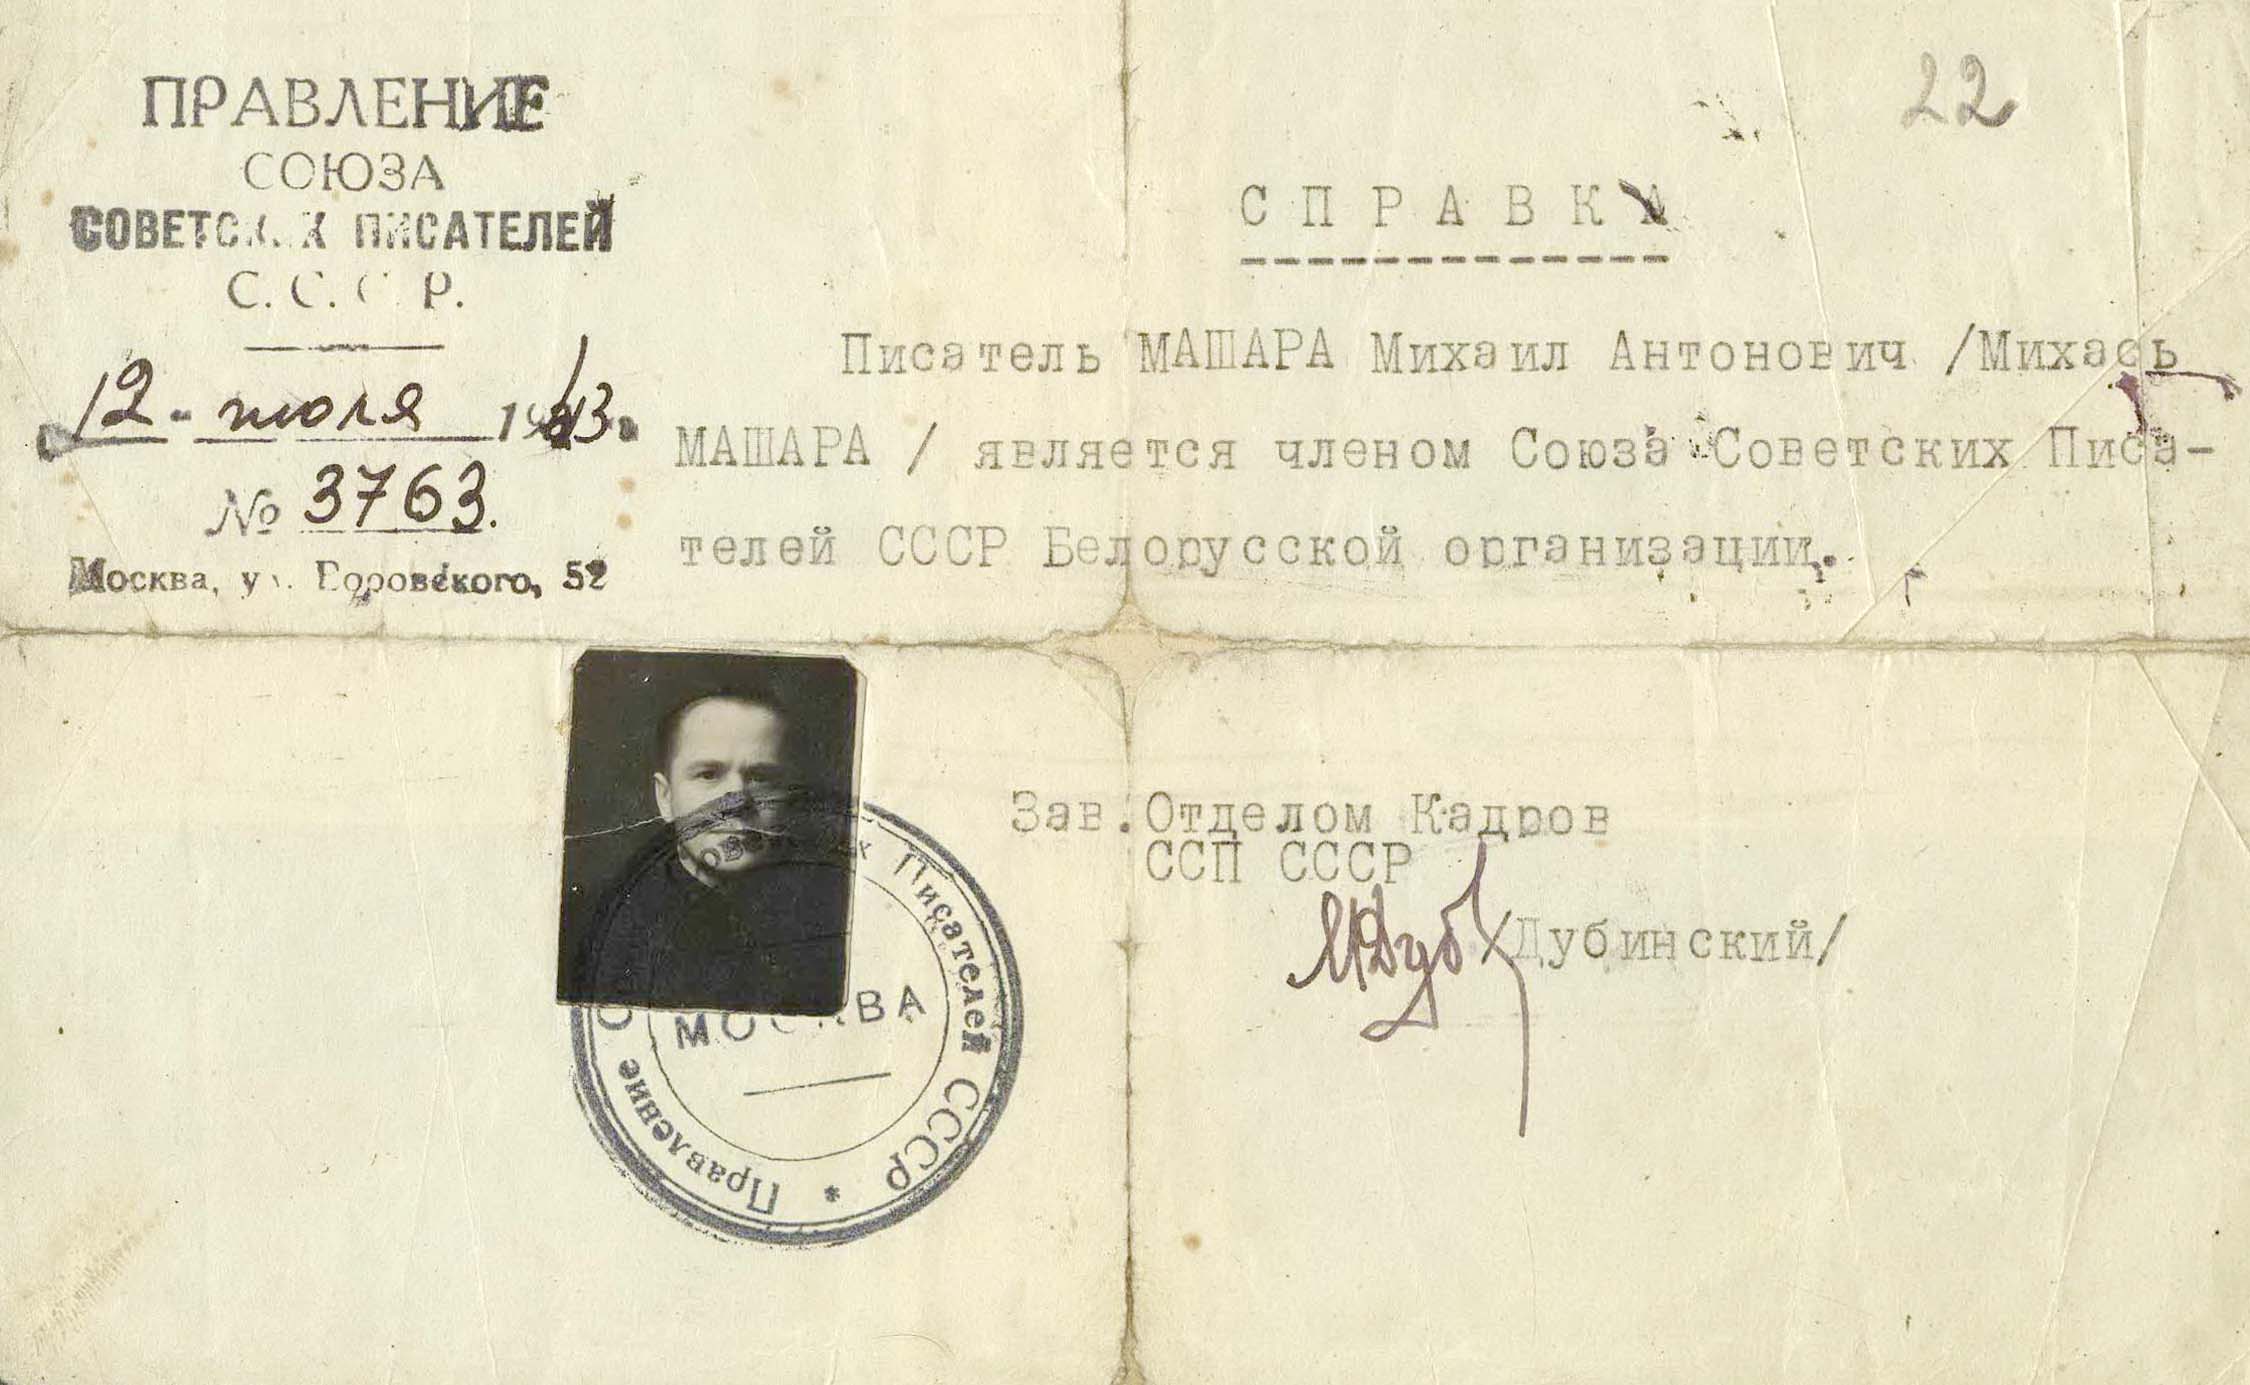 ПРАВЛЕНИЕ
СОЮЗА
СОВЕТСКИХ ПИСАТЕЛЕЙ
С. С. С. Р.
12 - июля 1943 г.
№ 3763.
Москва, ул. Воровского, 52
22
СПРАВКА
Писатель МАШАРА Михаил Антонович /Михась
МАШАРА / является членом Союза Советских Писа-
телей СССР Белорусской организации.
Зав. Отделом Кадров
ССП СССР
/Дубинский/
Правление Советских Писателей СССР *
МОСКВА